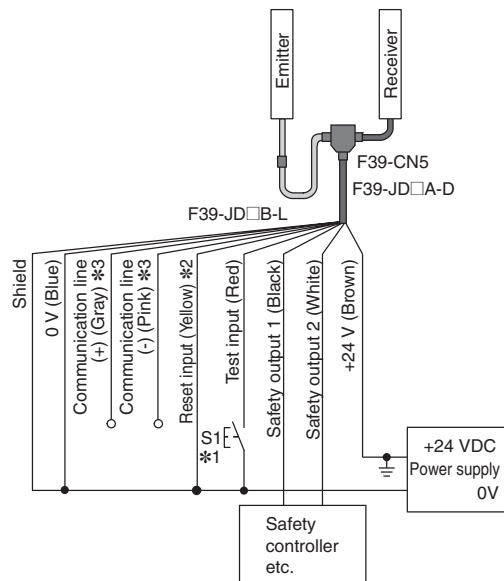 Emitter
Receiver
F39-CN5
F39-JD□A-D
F39-JD□B-L
Shield
0 V (Blue)
Communication line
(+) (Gray) *3
Communication line
(-) (Pink) *3
Reset input (Yellow) *2
Test input (Red)
Safety output 1 (Black)
Safety output 2 (White)
+24 V (Brown)
S1
*1
+24 VDC
Power supply
0V
Safety
controller
etc.